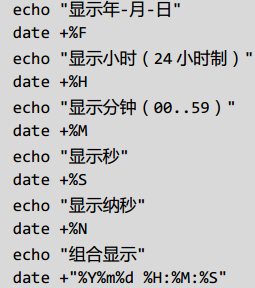 echo "显示年-月-日"
date +%F
echo "显示小时（24 小时制）"
date +%H
echo "显示分钟（00..59）"
date +%M
echo "显示秒"
date +%S
echo "显示纳秒"
date +%N
echo "组合显示"
date +"%Y%m%d %H:%M:%S"